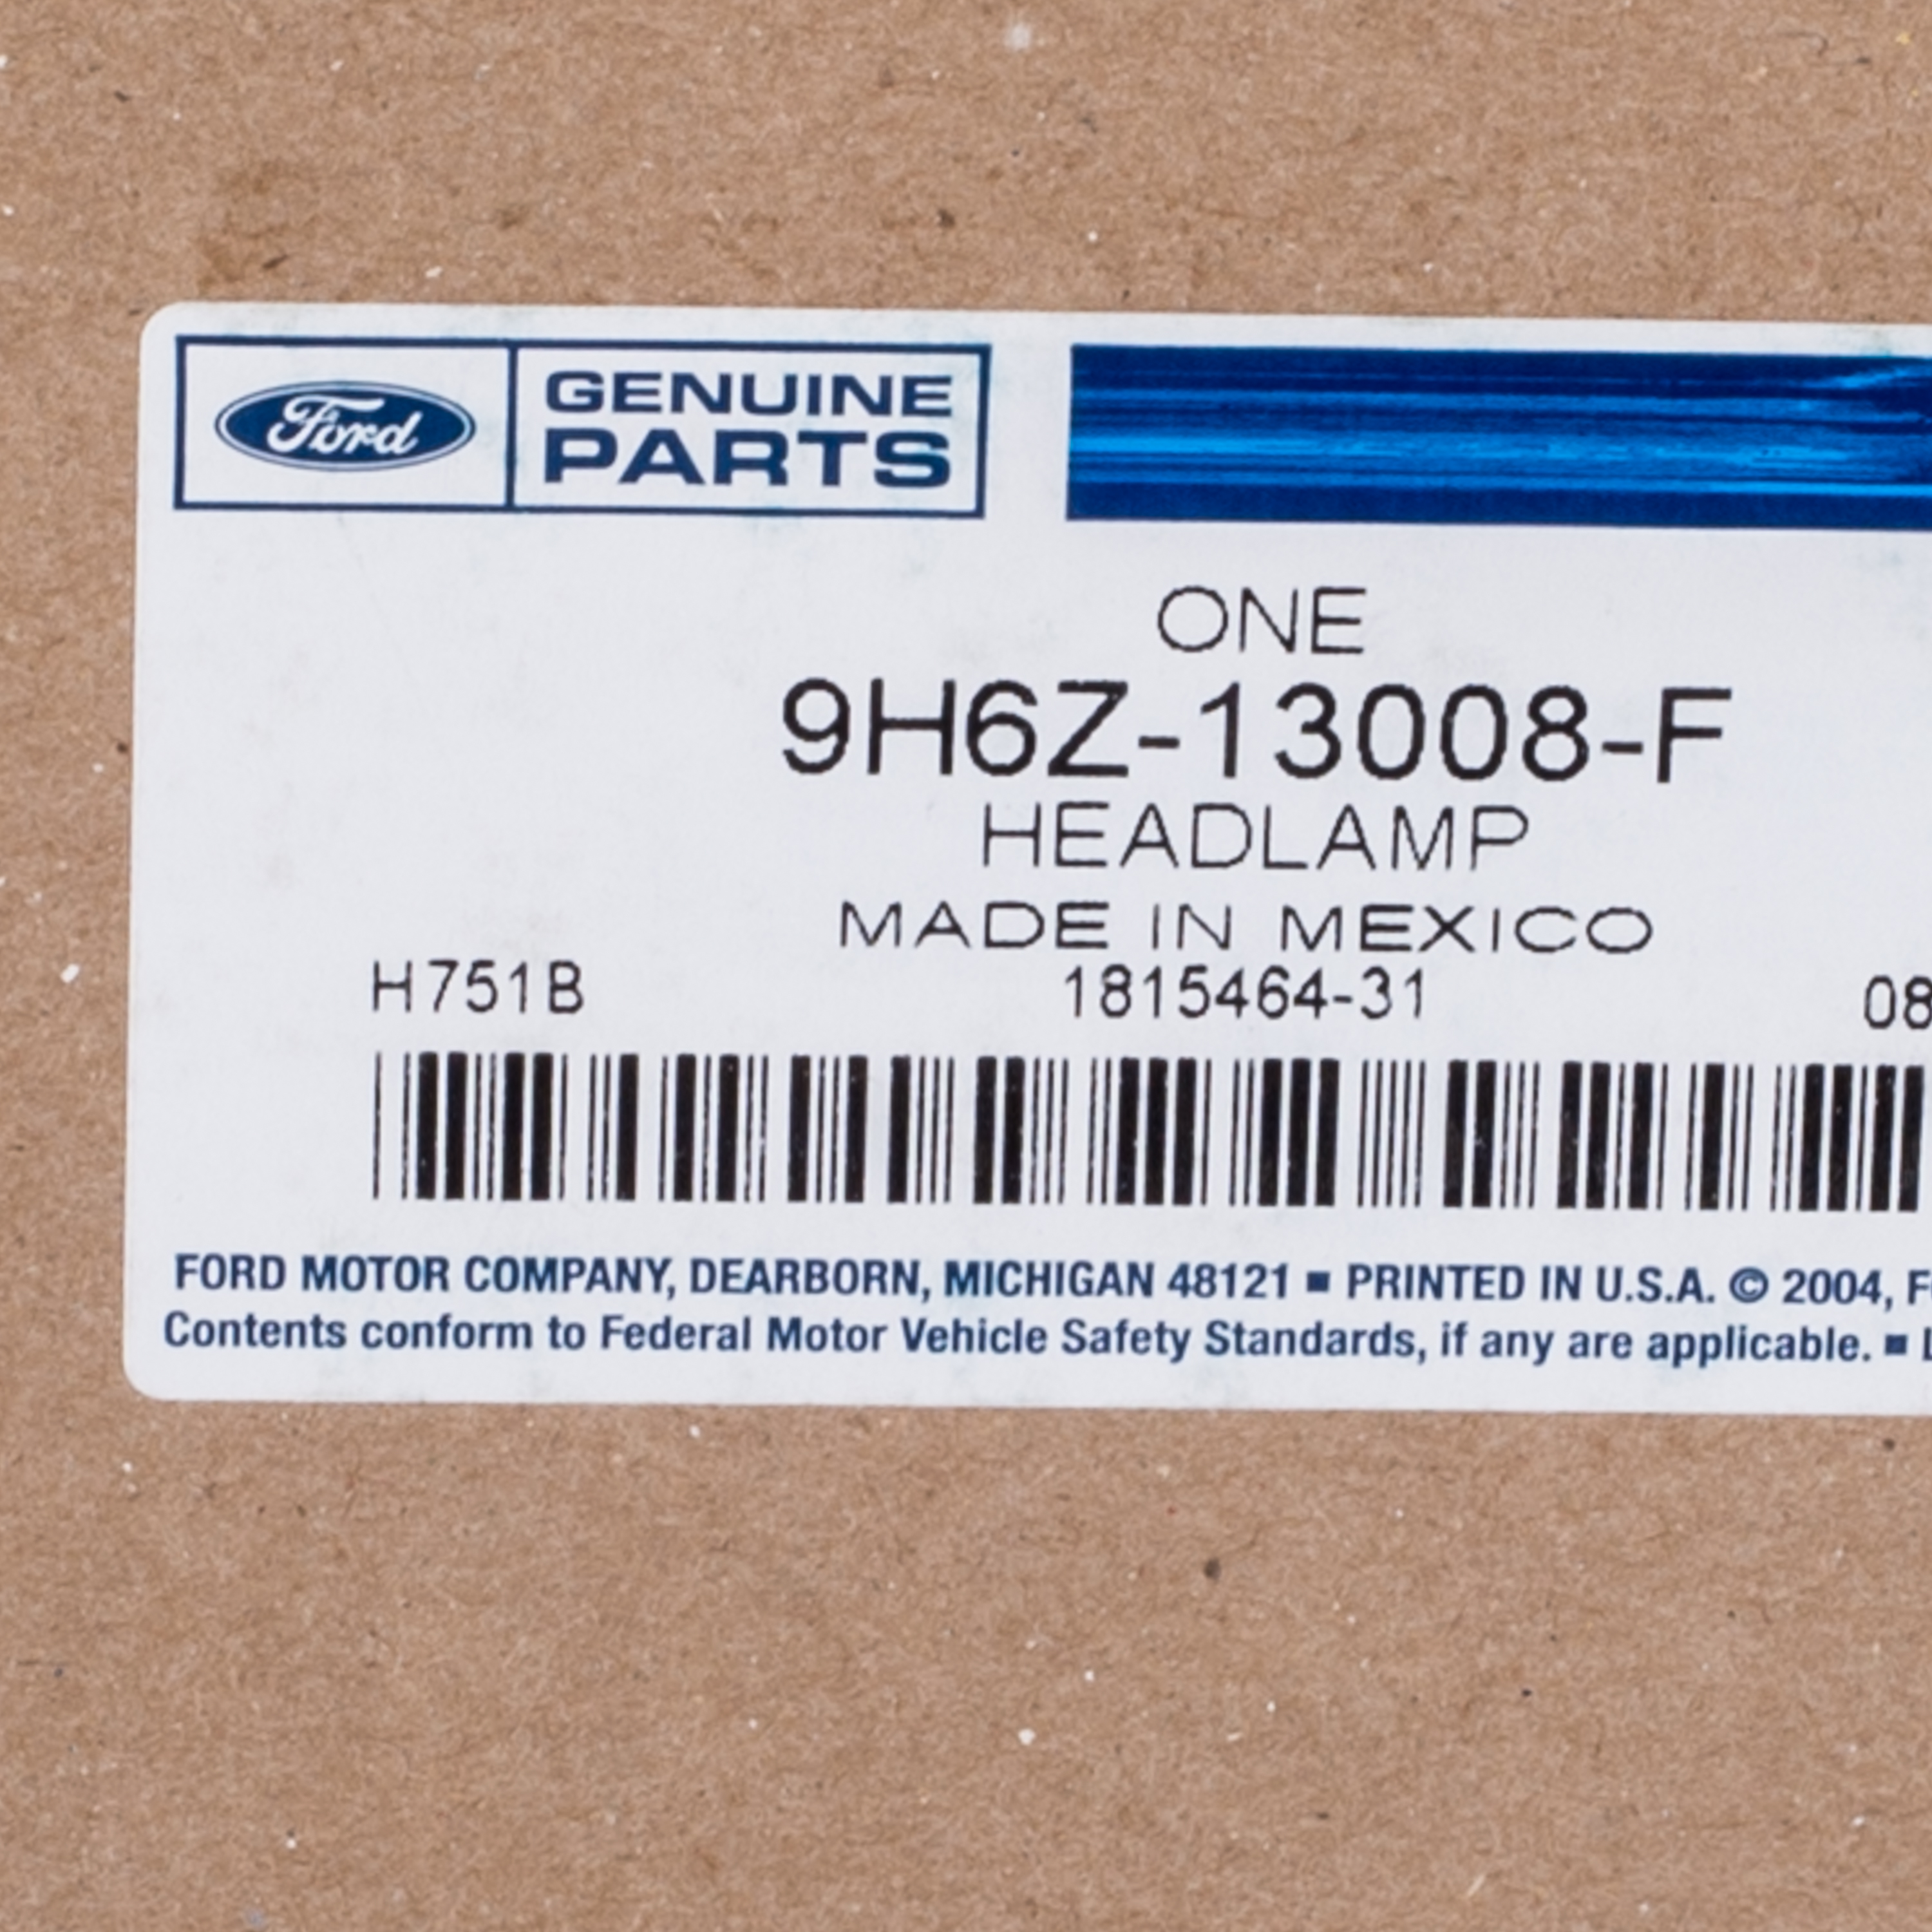 Ford GENUINE PARTS
ONE
9H6Z-13008-F
HEADLAMP
MADE IN MEXICO
H751B 1815464-31 08
FORD MOTOR COMPANY, DEARBORN, MICHIGAN 48121 ▪ PRINTED IN U.S.A. © 2004,
Contents conform to Federal Motor Vehicle Safety Standards, if any are applicable. ▪